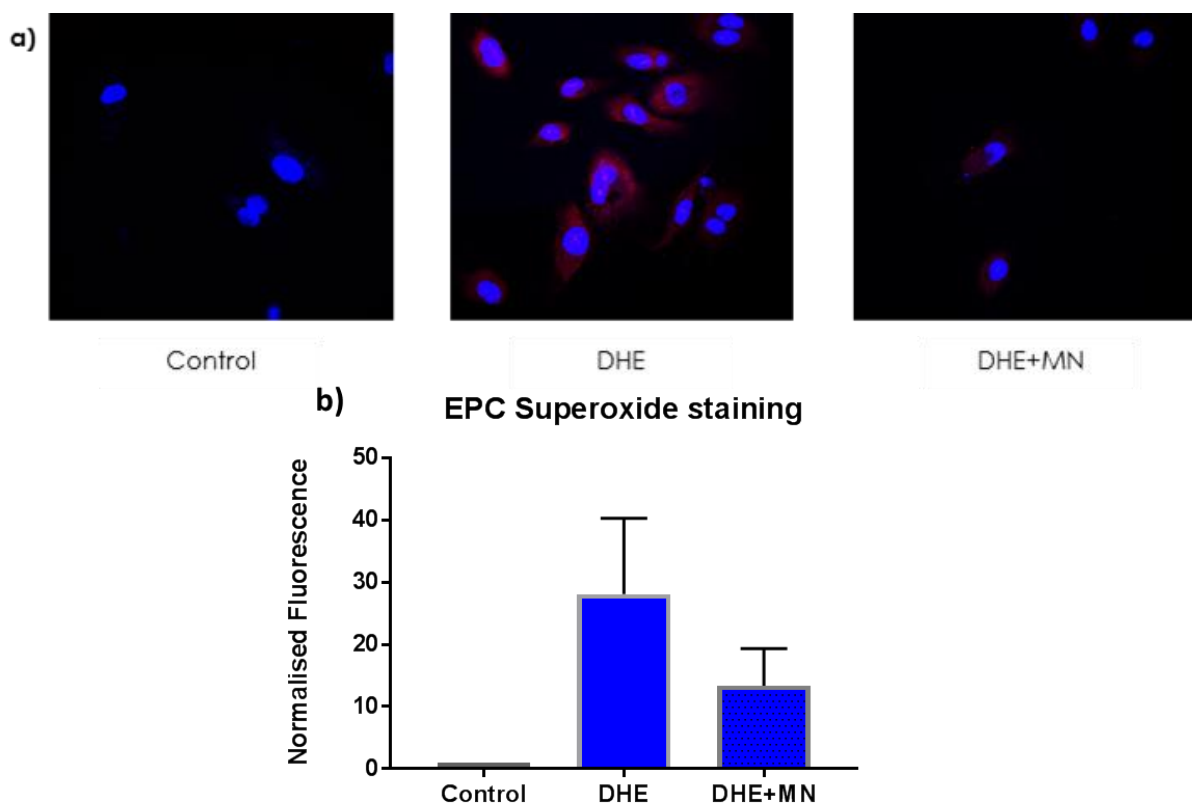 a)
Control
DHE
DHE+MN
b)
EPC Superoxide staining
Normalised Fluorescence
50
40
30
20
10
0
Control
DHE
DHE+MN